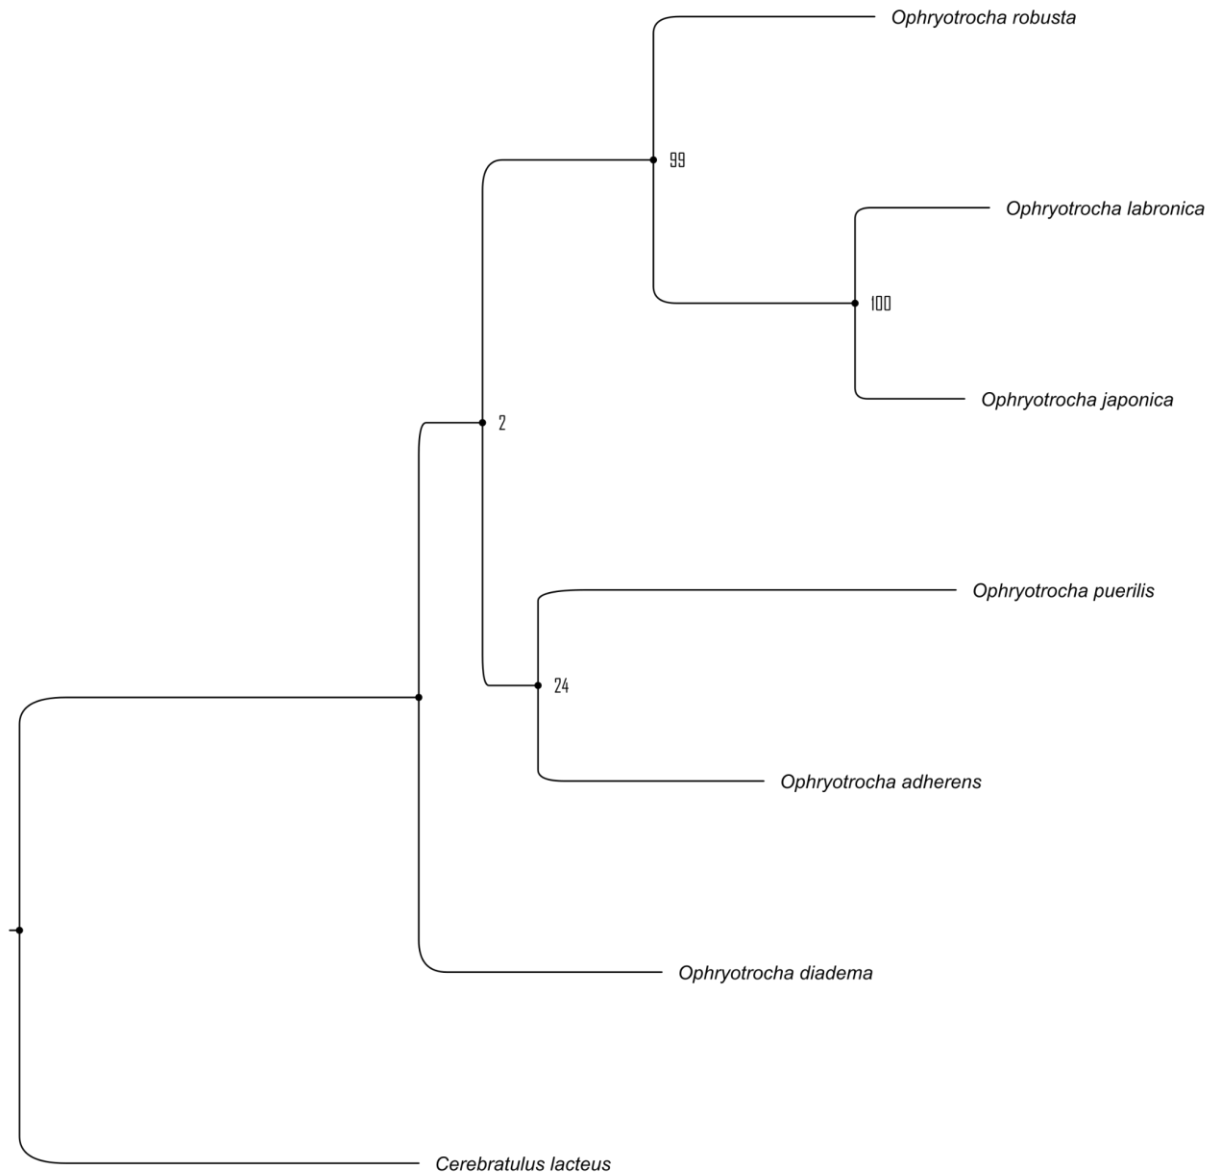 Ophryotrocha robusta
99
Ophryotrocha labronica
100
Ophryotrocha japonica
2
Ophryotrocha puerilis
24
Ophryotrocha adherens
Ophryotrocha diadema
Cerebratulus lacteus